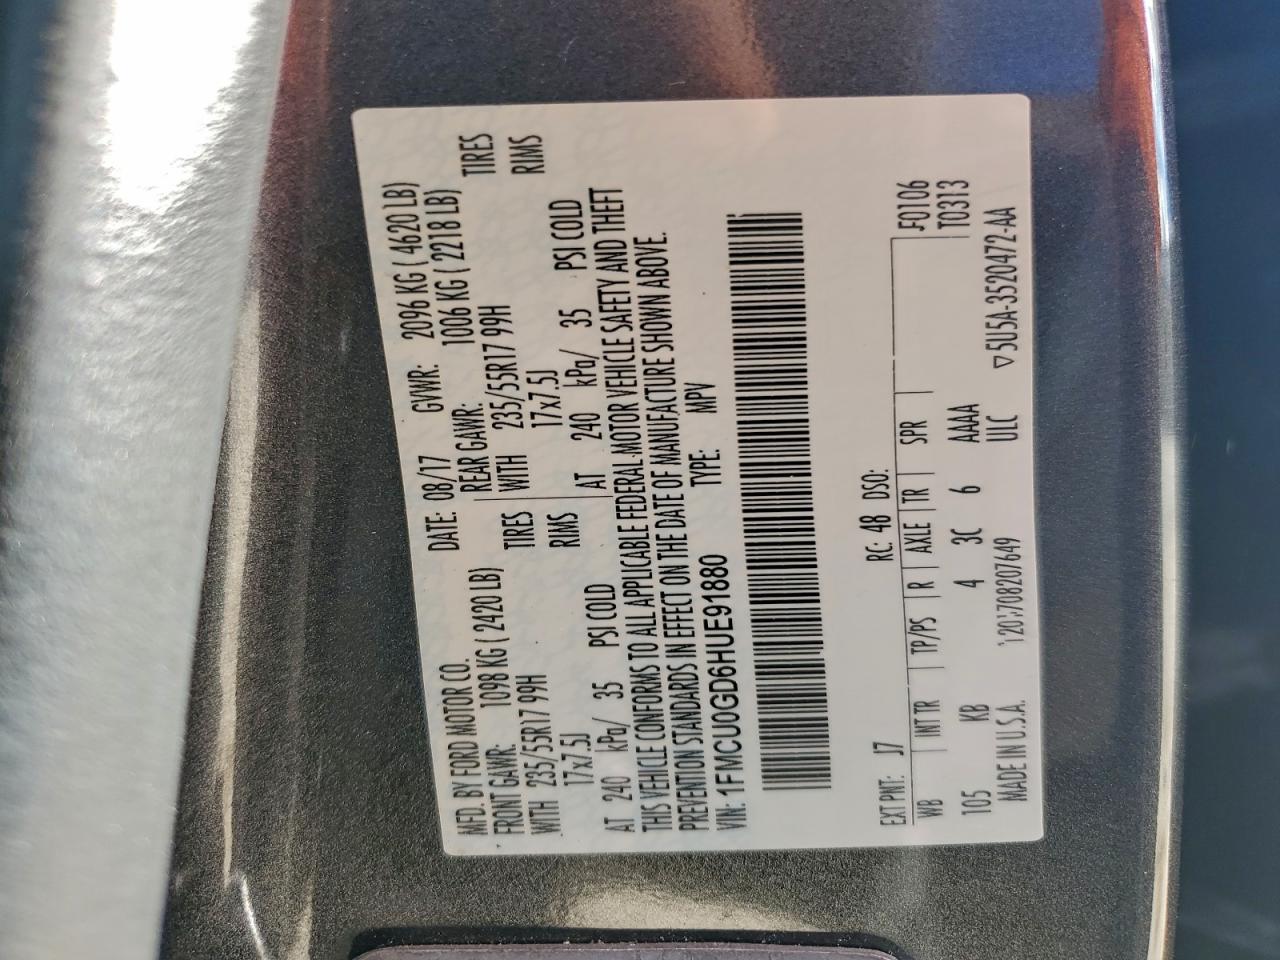 MFD. BY FORD MOTOR CO.
DATE: 08/17 GVWR: 2096 KG ( 4620 LB)
FRONT GAWR: 1098 KG ( 2420 LB)
REAR GAWR: 1006 KG ( 2218 LB)
WITH 235/55R17 99H TIRES
WITH 235/55R17 99H TIRES
17x7.5J RIMS
17x7.5J RIMS
AT 240 kPa/ 35 PSI COLD
AT 240 kPa/ 35 PSI COLD
THIS VEHICLE CONFORMS TO ALL APPLICABLE FEDERAL MOTOR VEHICLE SAFETY AND THEFT
PREVENTION STANDARDS IN EFFECT ON THE DATE OF MANUFACTURE SHOWN ABOVE.
VIN: 1FMCU0GD6HUE91880 TYPE: MPV
EXT PNT: J7 RC: 48 DSO:
F0106
WB INT TR TP/PS R AXLE TR SPR
T0313
105 KB 4 3C 6 AAAA
MADE IN U.S.A. ULC ▽5U5A-3520472-AA